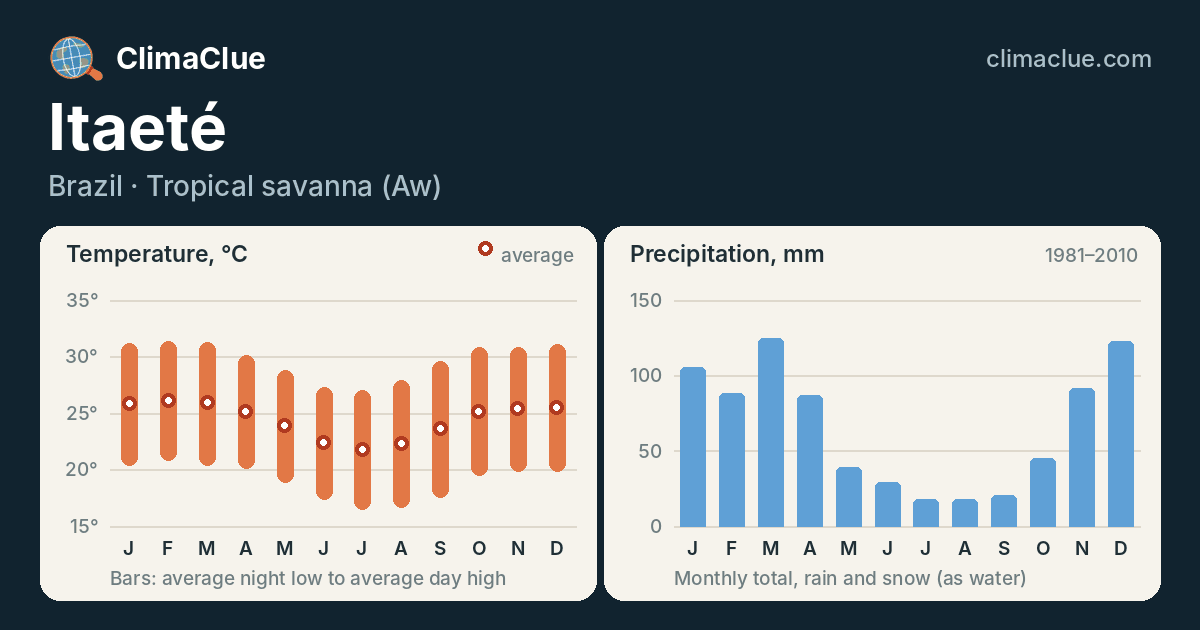 ClimaClue
climaclue.com
Itaeté
Brazil · Tropical savanna (Aw)
Temperature, °C
average
35°
30°
25°
20°
15°
J F M A M J J A S O N D
Bars: average night low to average day high
Precipitation, mm
1981–2010
150
100
50
0
J F M A M J J A S O N D
Monthly total, rain and snow (as water)